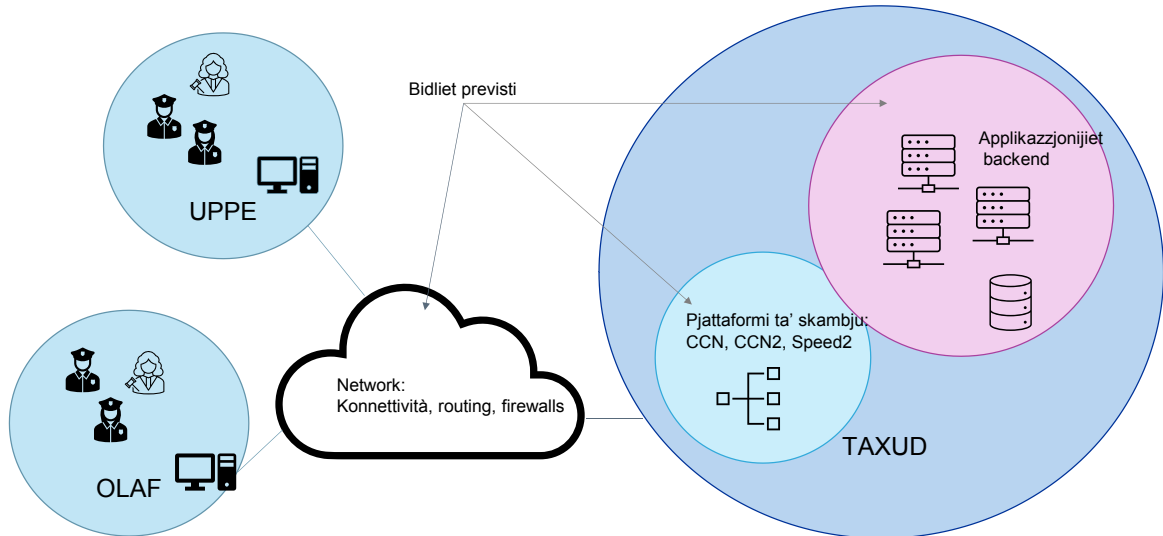 Bidliet previsti
UPPE
Applikazzjonijiet
backend
Pjattaformi ta’ skambju:
CCN, CCN2, Speed2
Network:
Konnettività, routing, firewalls
TAXUD
OLAF